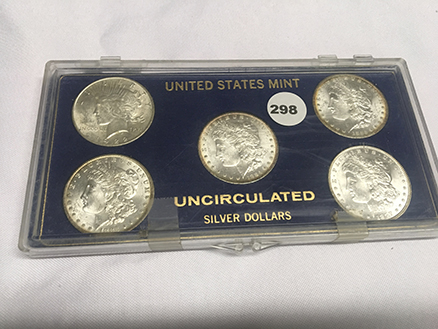 UNITED STATES MINT
298
UNCIRCULATED
SILVER DOLLARS